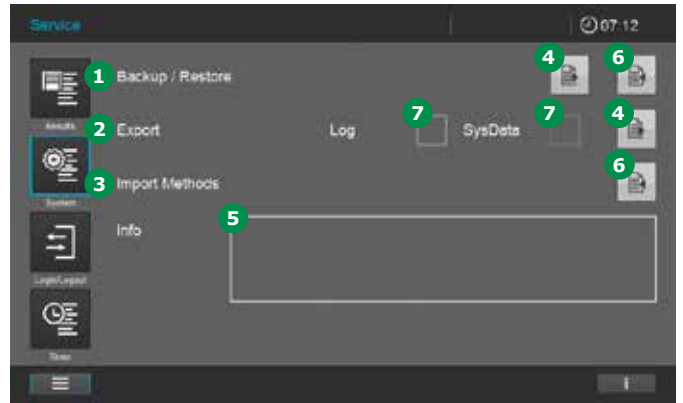 Service 07:12
4 6
1 Backup / Restore
Results
7 7 4
2 Export Log SysData
6
System
3 Import Methods
5
Info
Login/Logout
Timer
i